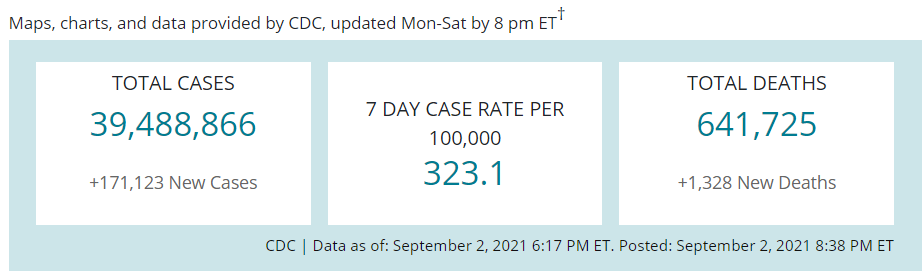 Maps, charts, and data provided by CDC, updated Mon-Sat by 8 pm ET†
TOTAL CASES
39,488,866
+171,123 New Cases
7 DAY CASE RATE PER
100,000
323.1
TOTAL DEATHS
641,725
+1,328 New Deaths
CDC | Data as of: September 2, 2021 6:17 PM ET. Posted: September 2, 2021 8:38 PM ET